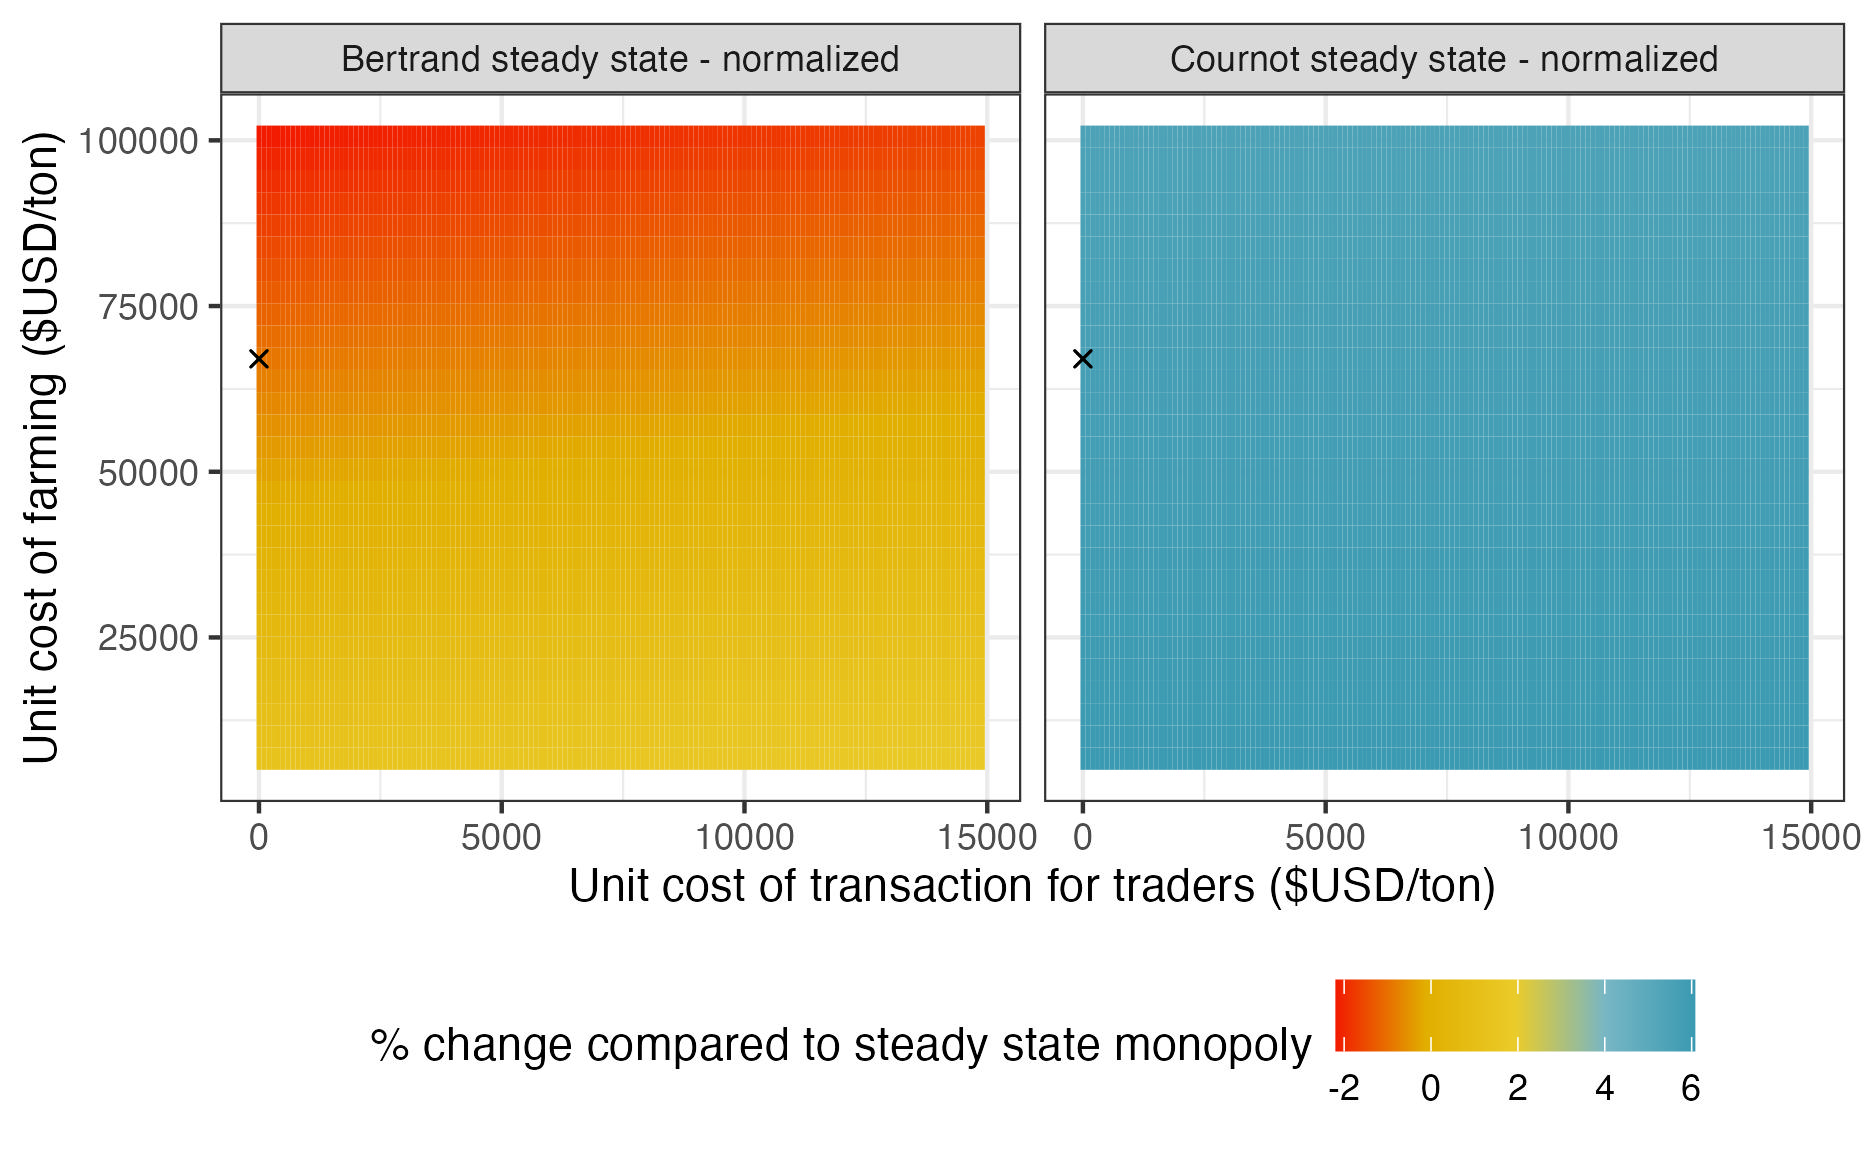 Bertrand steady state - normalized
Cournot steady state - normalized
Unit cost of farming ($USD/ton)
100000
75000
50000
25000
0 5000 10000 15000 0 5000 10000 15000
Unit cost of transaction for traders ($USD/ton)
% change compared to steady state monopoly
-2 0 2 4 6